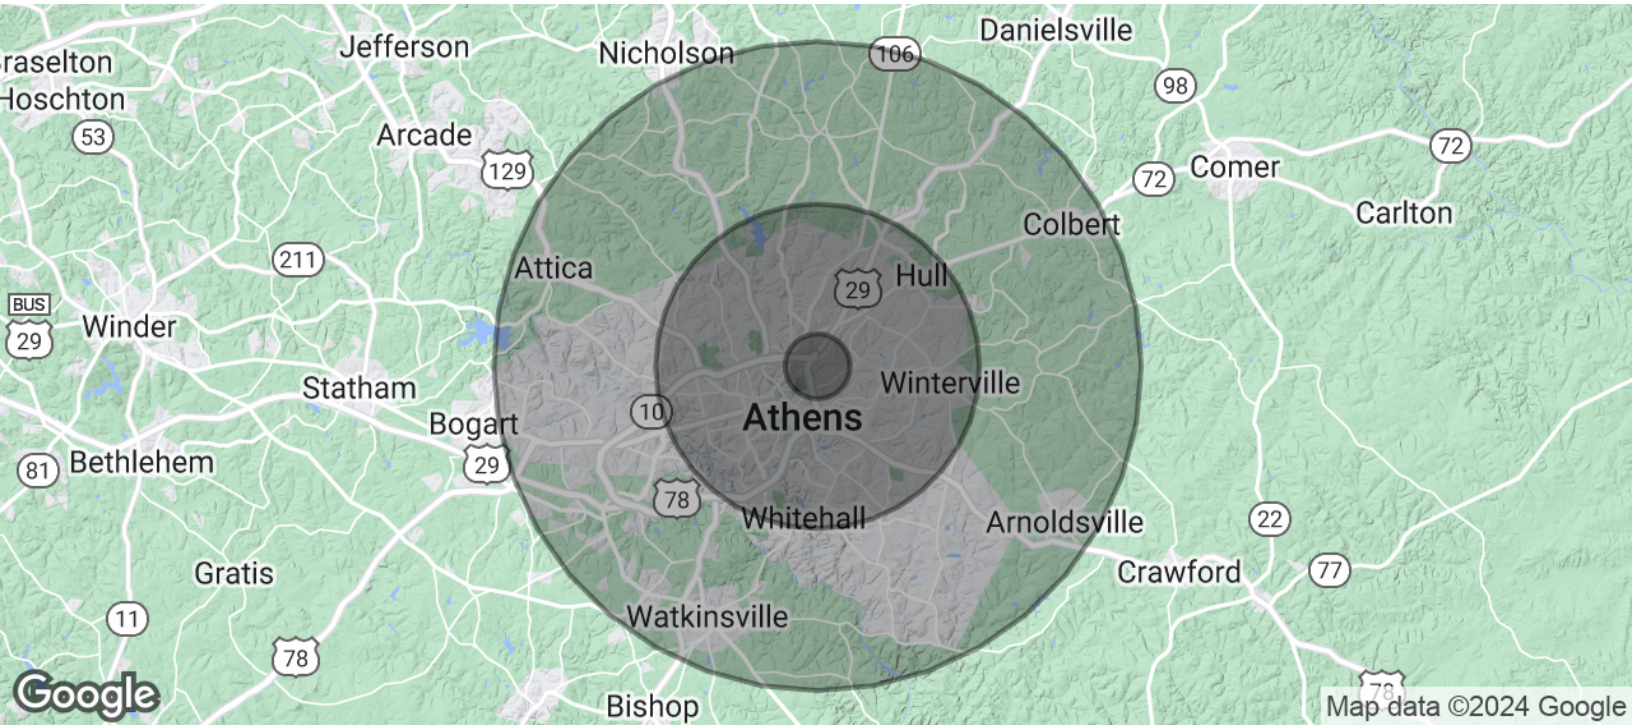 Danielsville
Jefferson
Nicholson
106
raselton
98
Hoschton
53
Arcade
72
129
Comer
72
Carlton
Colbert
211
Attica
Hull
29
BUS
29
Winder
Winterville
Statham
10
Athens
Bogart
29
Bethlehem
81
78
Whitehall
Arnoldsville
22
Gratis
Crawford
77
11
Watkinsville
78
78
Google
Bishop
Map data ©2024 Google